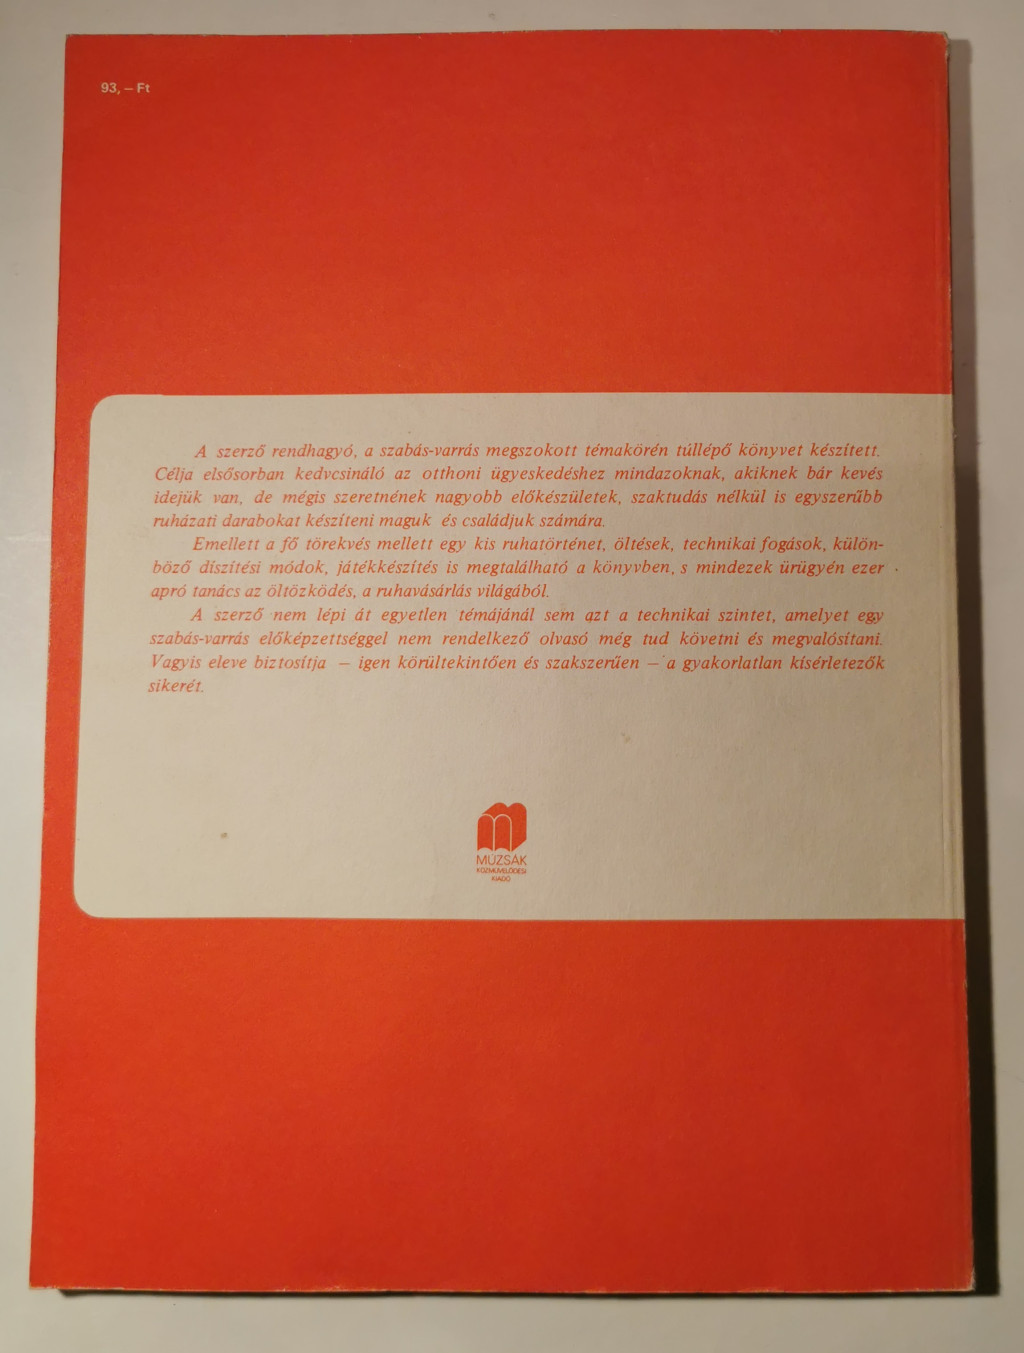 93,–Ft
A szerző rendhagyó, a szabás-varrás megszokott témakörén túllépő könyvet készített.
Célja elsősorban kedvcsináló az otthoni ügyeskedéshez mindazoknak, akiknek bár kevés
idejük van, de mégis szeretnének nagyobb előkészületek, szaktudás nélkül is egyszerűbb
ruházati darabokat készíteni maguk és családjuk számára.
Emellett a fő törekvés mellett egy kis ruhatörténet, öltések, technikai fogások, külön-
böző díszítési módok, játékkészítés is megtalálható a könyvben, s mindezek ürügyén ezer
apró tanács az öltözködés, a ruhavásárlás világából.
A szerző nem lépi át egyetlen témájánál sem azt a technikai szintet, amelyet egy
szabás-varrás előképzettséggel nem rendelkező olvasó még tud követni és megvalósítani.
Vagyis eleve biztosítja – igen körültekintően és szakszerűen – a gyakorlatlan kísérletezők
sikerét.
MÚZSÁK
KÖZMŰVELŐDÉSI
KIADÓ